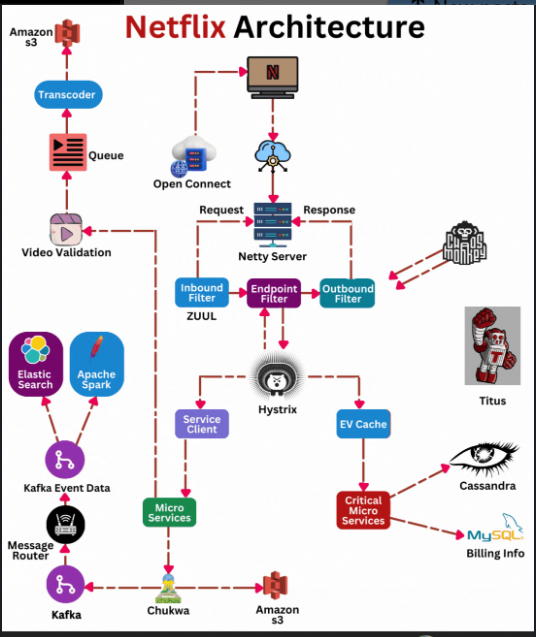 Netflix Architecture
Amazon
s3
Transcoder
N
Queue
Open Connect
Request
Response
Video Validation
Netty Server
CHAOS
MONKEY
Inbound
Filter
Endpoint
Filter
Outbound
Filter
ZUUL
T
Elastic
Search
Apache
Spark
Titus
Hystrix
Service
Client
EV Cache
Kafka Event Data
Cassandra
Micro
Services
Critical
Micro
Services
MySQL
Billing Info
Message
Router
Kafka
Chukwa
Amazon
s3